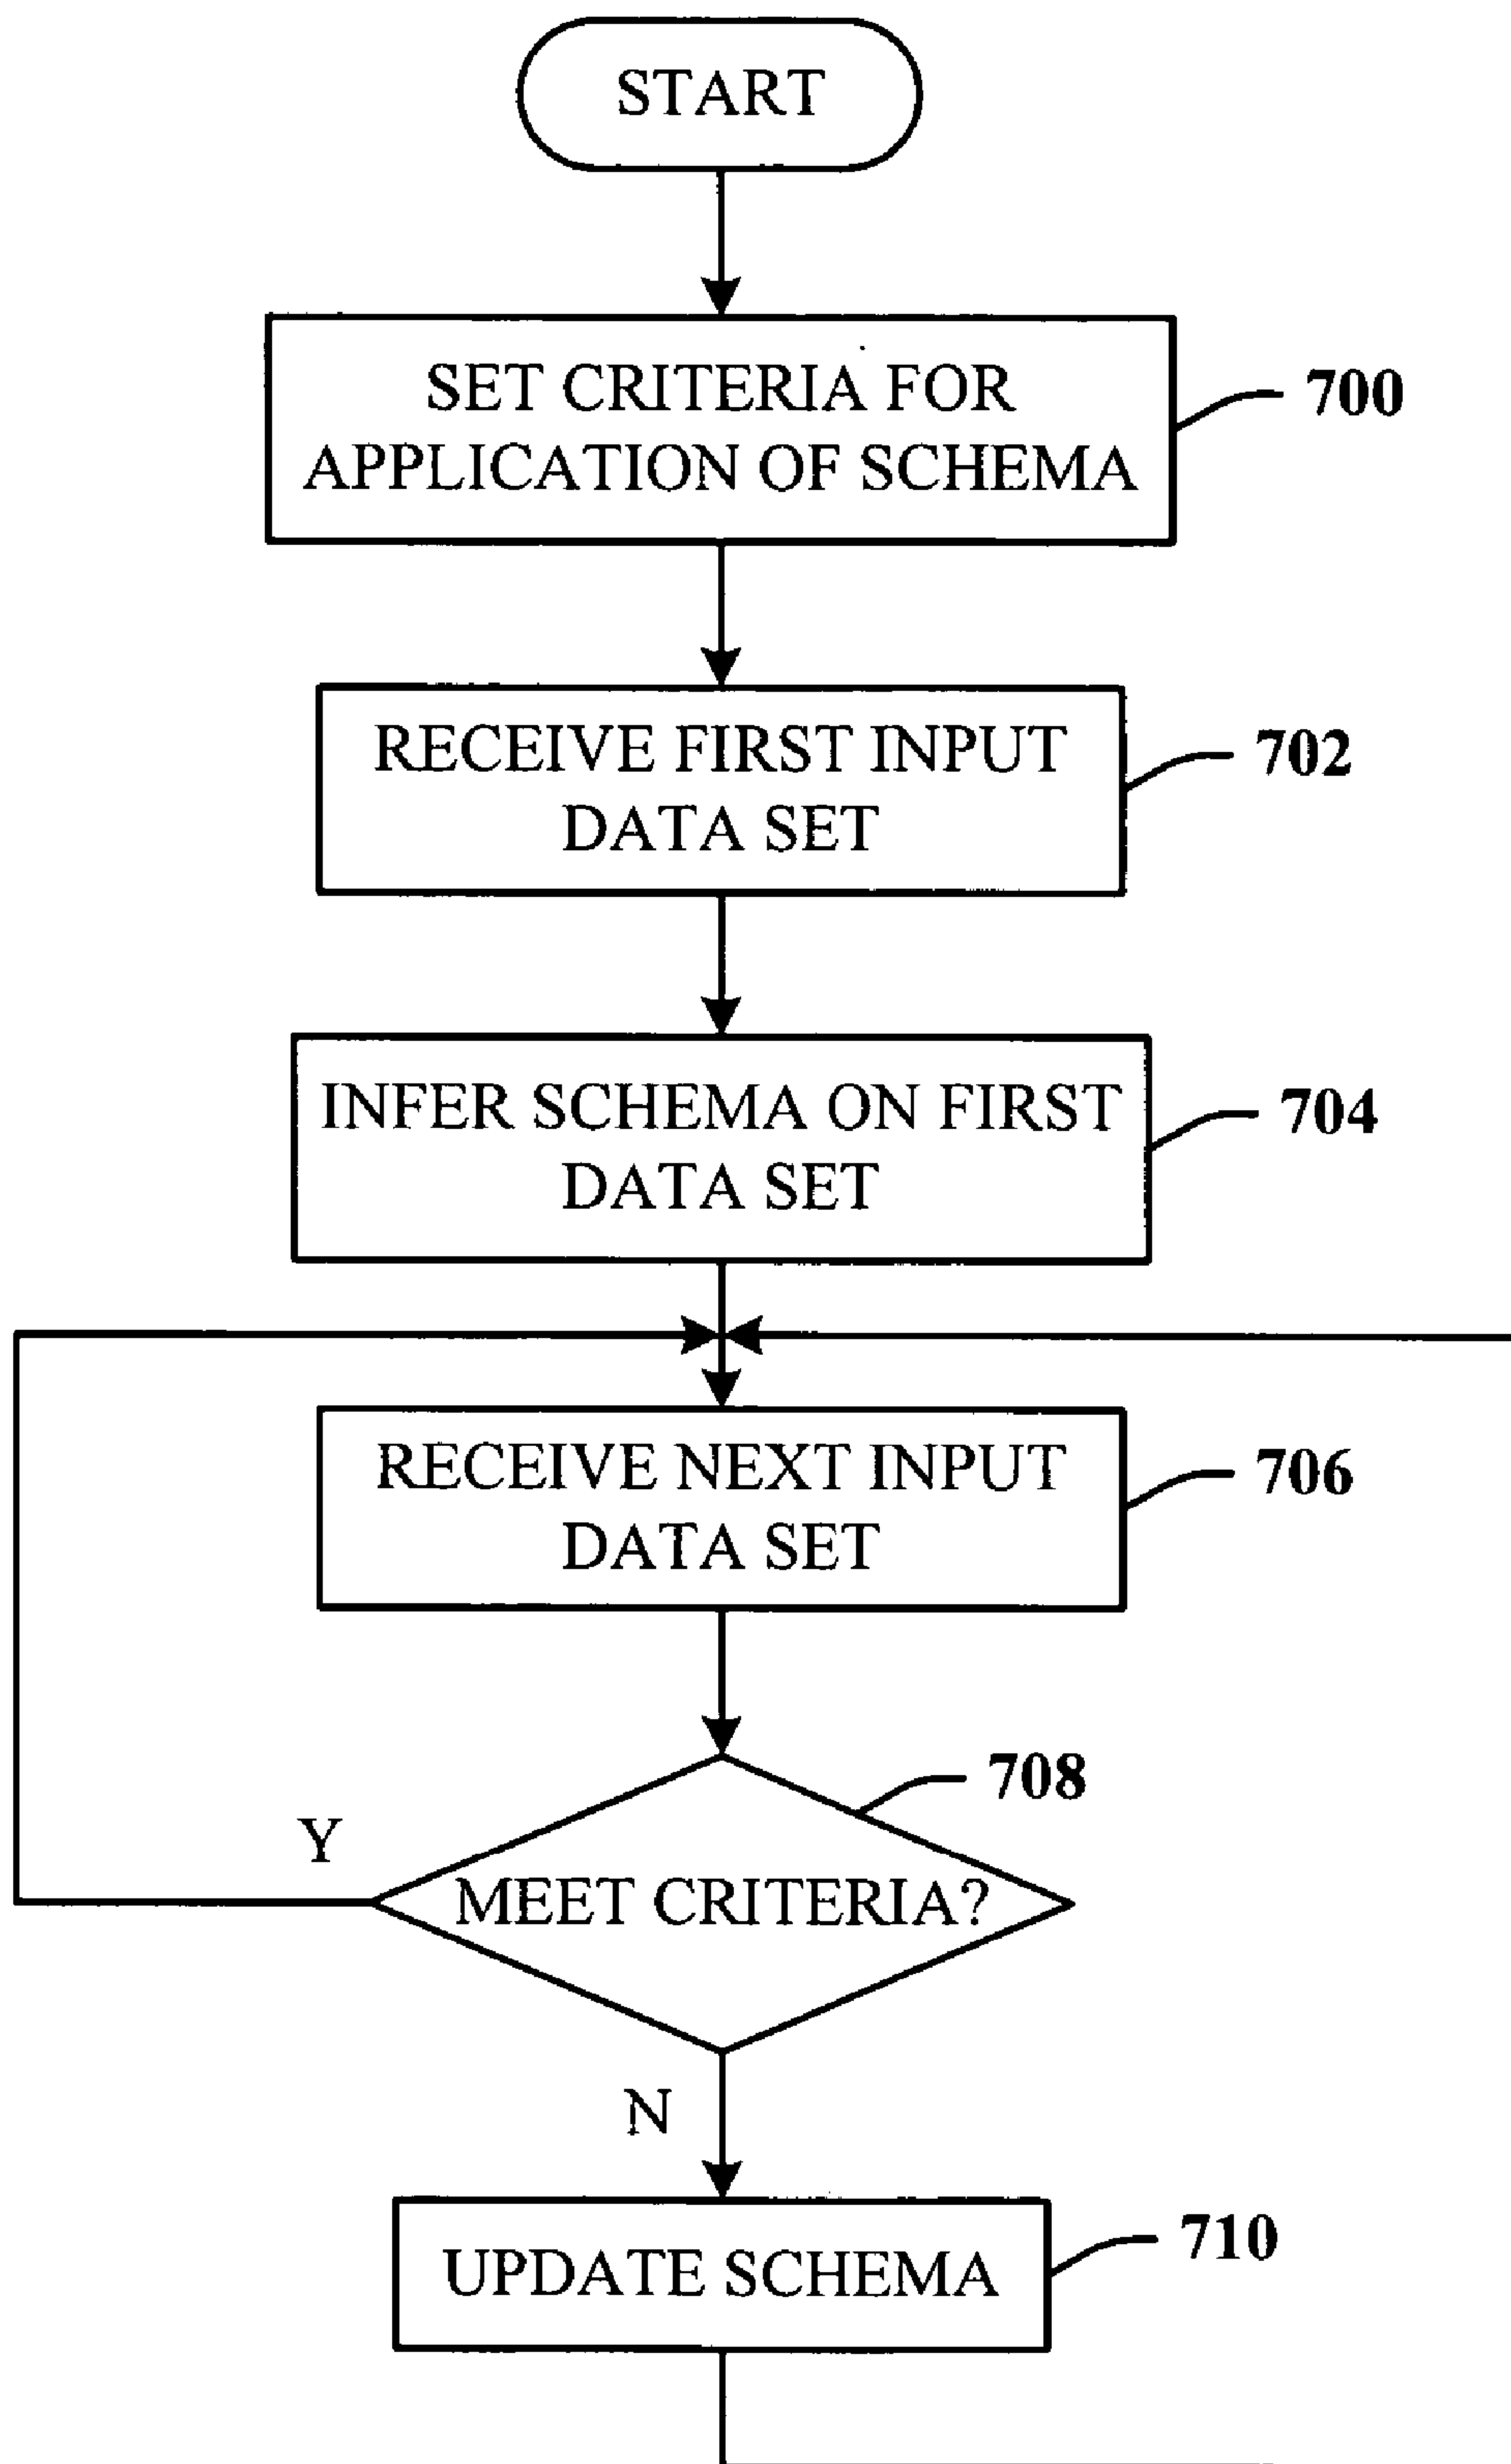 START
SET CRITERIA FOR
APPLICATION OF SCHEMA
700
RECEIVE FIRST INPUT
DATA SET
702
INFER SCHEMA ON FIRST
DATA SET
704
RECEIVE NEXT INPUT
DATA SET
706
708
Y
MEET CRITERIA?
N
UPDATE SCHEMA
710